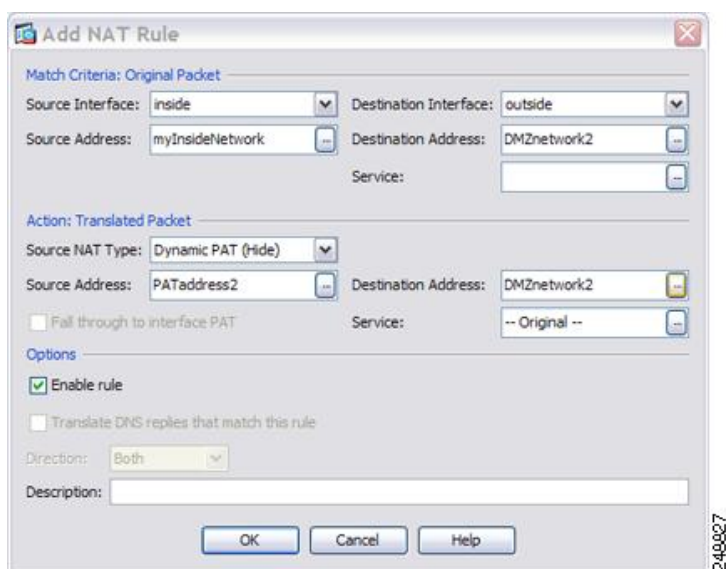 Add NAT Rule
Match Criteria: Original Packet
Source Interface: inside Destination Interface: outside
Source Address: myInsideNetwork ... Destination Address: DMZnetwork2 ...
Service: ...
Action: Translated Packet
Source NAT Type: Dynamic PAT (Hide)
Source Address: PATaddress2 ... Destination Address: DMZnetwork2 ...
Fall through to interface PAT Service: -- Original -- ...
Options
Enable rule
Translate DNS replies that match this rule
Direction: Both
Description:
OK Cancel Help
248827